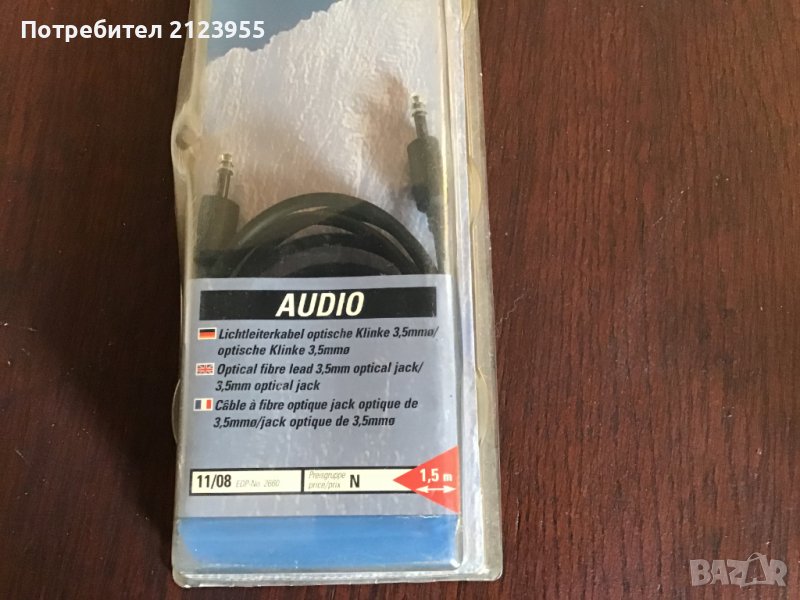 Потребител 2123955
AUDIO
Lichtleiterkabel optische Klinke 3,5mmø/
optische Klinke 3,5mmø
Optical fibre lead 3,5mm optical jack/
3,5mm optical jack
Câble à fibre optique jack optique de
3,5mmø/jack optique de 3,5mmø
11/08 EDP-No. 2660 Preisgruppe N 1,5 m
price/prix
BAZAR